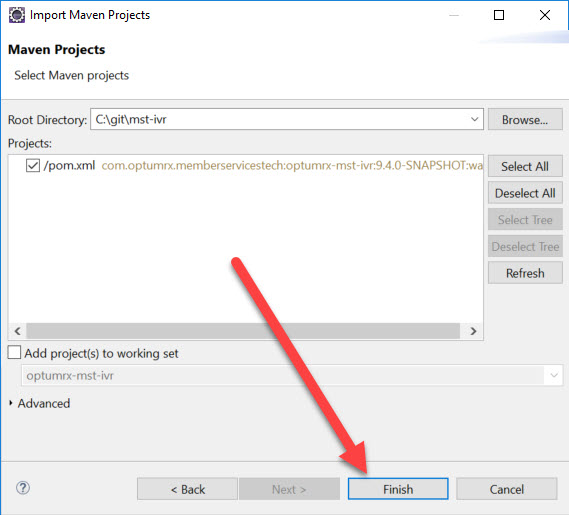 Import Maven Projects
Maven Projects
Select Maven projects
Root Directory: C:\git\mst-ivr Browse...
Projects:
/pom.xml com.optumrx.memberservicestech:optumrx-mst-ivr:9.4.0-SNAPSHOT:wa
Select All
Deselect All
Select Tree
Deselect Tree
Refresh
Add project(s) to working set
optumrx-mst-ivr
Advanced
? < Back Next > Finish Cancel